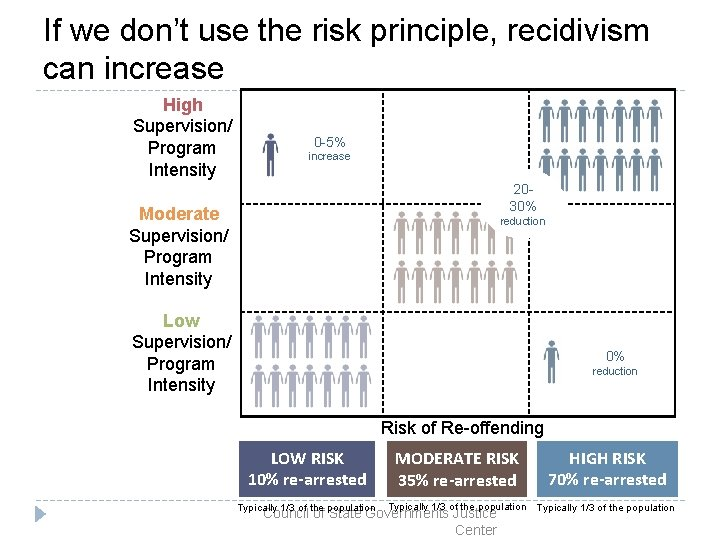 If we don't use the risk principle, recidivism
can increase
High
Supervision/
Program
Intensity
0-5%
increase
20-
30%
reduction
Moderate
Supervision/
Program
Intensity
Low
Supervision/
Program
Intensity
0%
reduction
Risk of Re-offending
LOW RISK
10% re-arrested
MODERATE RISK
35% re-arrested
HIGH RISK
70% re-arrested
Typically 1/3 of the population
Typically 1/3 of the population
Typically 1/3 of the population
Council of State Governments Justice
Center